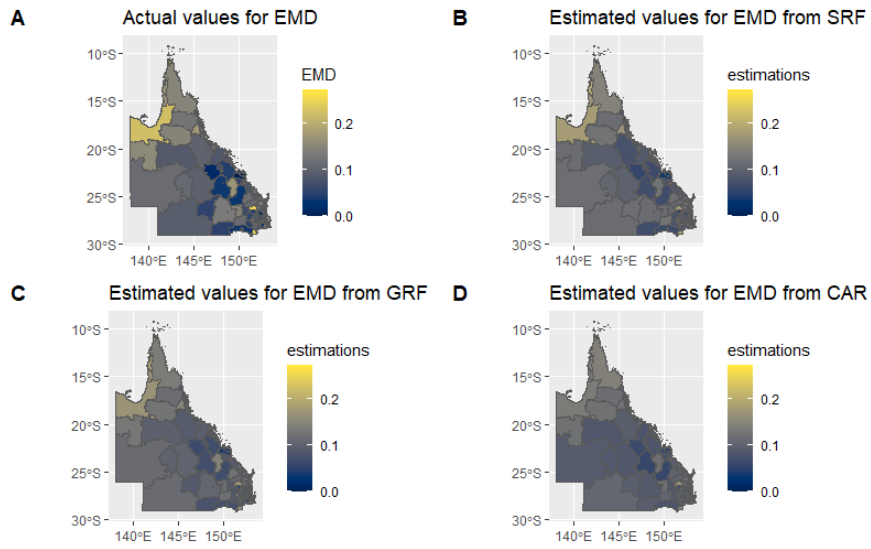 A
Actual values for EMD
10°S
15°S
20°S
25°S
30°S
140°E 145°E 150°E
EMD
0.2
0.1
0.0
B
Estimated values for EMD from SRF
10°S
15°S
20°S
25°S
30°S
140°E 145°E 150°E
estimations
0.2
0.1
0.0
C
Estimated values for EMD from GRF
10°S
15°S
20°S
25°S
30°S
140°E 145°E 150°E
estimations
0.2
0.1
0.0
D
Estimated values for EMD from CAR
10°S
15°S
20°S
25°S
30°S
140°E 145°E 150°E
estimations
0.2
0.1
0.0